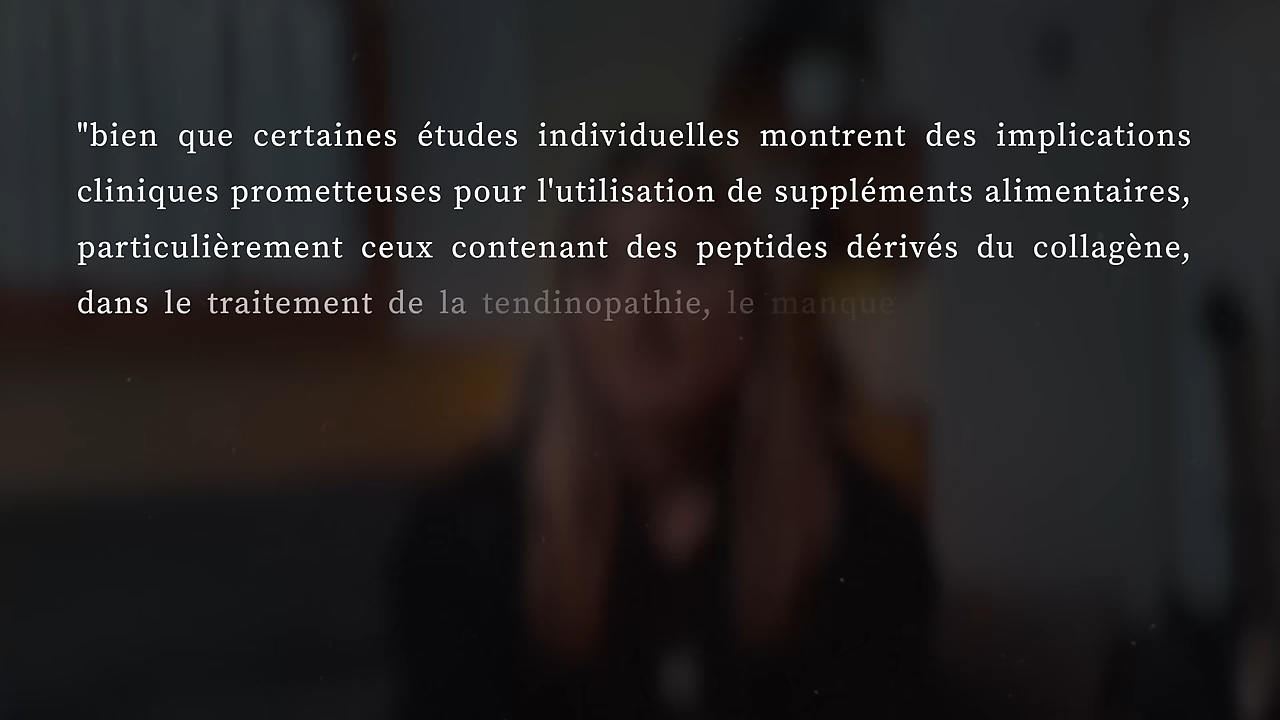 "bien que certaines études individuelles montrent des implications
cliniques prometteuses pour l'utilisation de suppléments alimentaires,
particulièrement ceux contenant des peptides dérivés du collagène,
dans le traitement de la tendinopathie, le manque